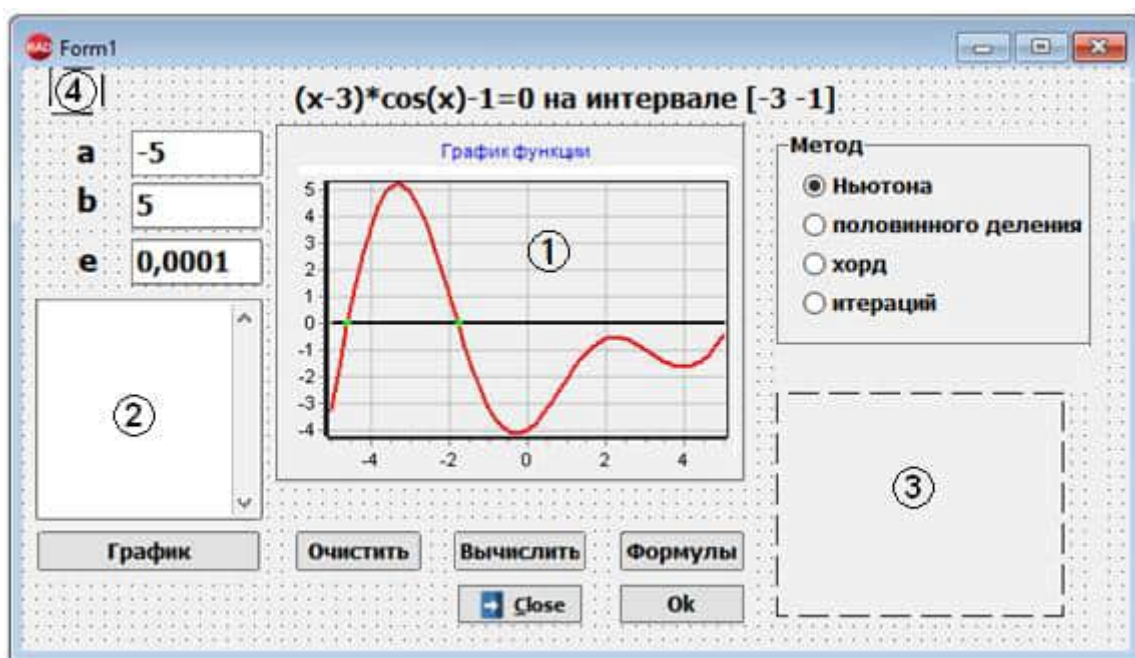 Form1
④
(x-3)*cos(x)-1=0 на интервале [-3 -1]
a -5
b 5
e 0,0001
График функции
5
4
3
2
1
0
-1
-2
-3
-4
-4 -2 0 2 4
①
Метод
Ньютона
половинного деления
хорд
итераций
②
③
График
Очистить
Вычислить
Формулы
Close
Ok